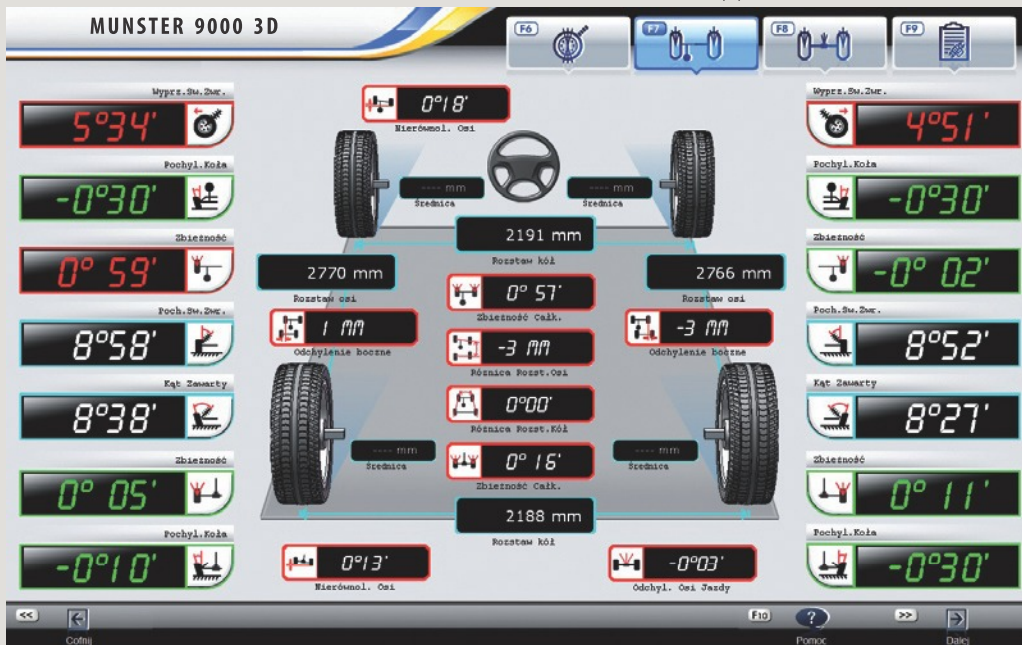 MUNSTER 9000 3D
F6
F7
F8
F9
Wyprz.Sw.Zwr.
5°34'
Pochyl.Koła
-0°30'
Zbieżność
0° 59'
Poch.Sw.Zwr.
8°58'
Kąt Zawarty
8°38'
Zbieżność
0° 05'
Pochyl.Koła
-0°10'
0°18'
Nierównol. Osi
---- mm
Średnica
---- mm
Średnica
2191 mm
Rozstaw kół
2770 mm
Rozstaw osi
2766 mm
Rozstaw osi
0° 57'
Zbieżność Całk.
1 MM
Odchylenie boczne
-3 MM
Odchylenie boczne
-3 MM
Różnica Rozst.Osi
0°00'
Różnica Rozst.Kół
0° 16'
Zbieżność Całk.
---- mm
Średnica
---- mm
Średnica
2188 mm
Rozstaw kół
0°13'
Nierównol. Osi
-0°03'
Odchyl. Osi Jazdy
Wyprz.Sw.Zwr.
4°51'
Pochyl.Koła
-0°30'
Zbieżność
-0° 02'
Poch.Sw.Zwr.
8°52'
Kąt Zawarty
8°27'
Zbieżność
0° 11'
Pochyl.Koła
-0°30'
<<
Cofnij
F10
?
Pomoc
>>
Dalej